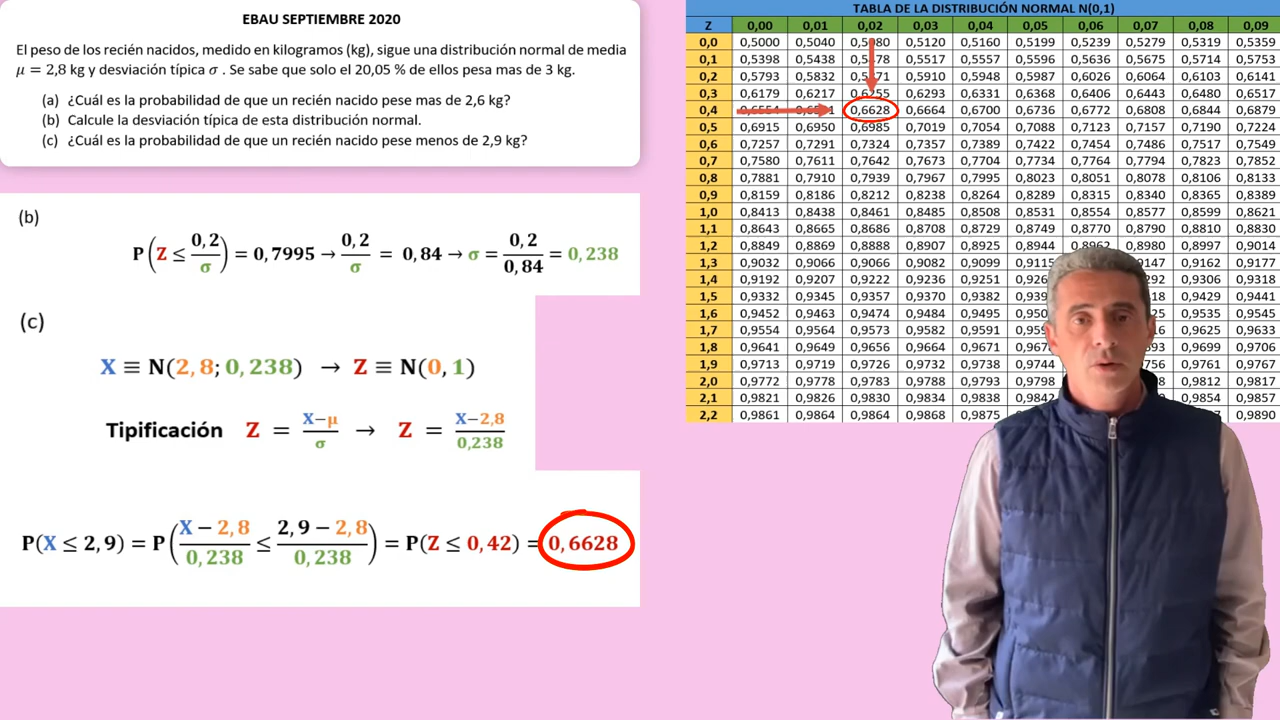 EBAU SEPTIEMBRE 2020
El peso de los recién nacidos, medido en kilogramos (kg), sigue una distribución normal de media
μ = 2,8 kg y desviación típica σ . Se sabe que solo el 20,05 % de ellos pesa mas de 3 kg.
(a) ¿Cuál es la probabilidad de que un recién nacido pese mas de 2,6 kg?
(b) Calcule la desviación típica de esta distribución normal.
(c) ¿Cuál es la probabilidad de que un recién nacido pese menos de 2,9 kg?
(b)
P(Z ≤ 0,2/σ) = 0,7995 → 0,2/σ = 0,84 → σ = 0,2/0,84 = 0,238
(c)
X ≡ N(2,8; 0,238) → Z ≡ N(0,1)
Tipificación Z = X−μ/σ → Z = X−2,8/0,238
P(X ≤ 2,9) = P(X − 2,8/0,238 ≤ 2,9 − 2,8/0,238) = P(Z ≤ 0,42) = 0,6628
TABLA DE LA DISTRIBUCIÓN NORMAL N(0,1)
Z 0,00 0,01 0,02 0,03 0,04 0,05 0,06 0,07 0,08 0,09
0,0 0,5000 0,5040 0,5080 0,5120 0,5160 0,5199 0,5239 0,5279 0,5319 0,5359
0,1 0,5398 0,5438 0,5478 0,5517 0,5557 0,5596 0,5636 0,5675 0,5714 0,5753
0,2 0,5793 0,5832 0,5871 0,5910 0,5948 0,5987 0,6026 0,6064 0,6103 0,6141
0,3 0,6179 0,6217 0,6255 0,6293 0,6331 0,6368 0,6406 0,6443 0,6480 0,6517
0,4 0,6628 0,6664 0,6700 0,6736 0,6772 0,6808 0,6844 0,6879
0,5 0,6915 0,6950 0,6985 0,7019 0,7054 0,7088 0,7123 0,7157 0,7190 0,7224
0,6 0,7257 0,7291 0,7324 0,7357 0,7389 0,7422 0,7454 0,7486 0,7517 0,7549
0,7 0,7580 0,7611 0,7642 0,7673 0,7704 0,7734 0,7764 0,7794 0,7823 0,7852
0,8 0,7881 0,7910 0,7939 0,7967 0,7995 0,8023 0,8051 0,8078 0,8106 0,8133
0,9 0,8159 0,8186 0,8212 0,8238 0,8264 0,8289 0,8315 0,8340 0,8365 0,8389
1,0 0,8413 0,8438 0,8461 0,8485 0,8508 0,8531 0,8554 0,8577 0,8599 0,8621
1,1 0,8643 0,8665 0,8686 0,8708 0,8729 0,8749 0,8770 0,8790 0,8810 0,8830
1,2 0,8849 0,8869 0,8888 0,8907 0,8925 0,8944 0,8962 0,8980 0,8997 0,9014
1,3 0,9032 0,9066 0,9066 0,9082 0,9099 0,9115 0,9162 0,9177
1,4 0,9192 0,9207 0,9222 0,9236 0,9251 0,9306 0,9318
1,5 0,9332 0,9345 0,9357 0,9370 0,9382 0,9429 0,9441
1,6 0,9452 0,9463 0,9474 0,9484 0,9495 0,9535 0,9545
1,7 0,9554 0,9564 0,9573 0,9582 0,9591 0,9625 0,9633
1,8 0,9641 0,9649 0,9656 0,9664 0,9671 0,9699 0,9706
1,9 0,9713 0,9719 0,9726 0,9732 0,9738 0,9744 0,9761 0,9767
2,0 0,9772 0,9778 0,9783 0,9788 0,9793 0,9798 0,9812 0,9817
2,1 0,9821 0,9826 0,9830 0,9834 0,9838 0,9854 0,9857
2,2 0,9861 0,9864 0,9864 0,9868 0,9875 0,9890